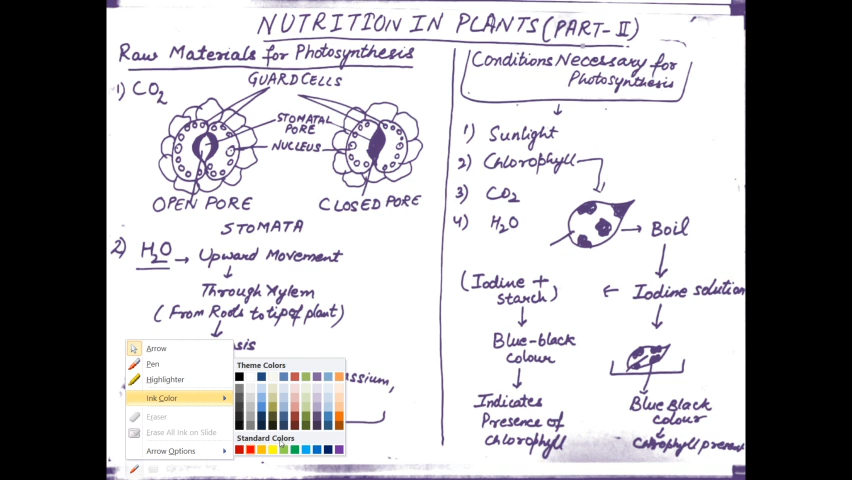 NUTRITION IN PLANTS (PART-II)
Raw Materials for Photosynthesis
1) CO2
GUARD CELLS
STOMATAL PORE
NUCLEUS
OPEN PORE
CLOSED PORE
STOMATA
2) H2O → Upward Movement
↓
Through Xylem
(From Roots to tip of plant)
↓
sis
assium,
Conditions Necessary for
Photosynthesis
↓
1) Sunlight
2) Chlorophyll
3) CO2
4) H2O
→ Boil
(Iodine +
starch)
← Iodine solution
↓
Blue-black
colour
↓
Indicates
Presence of
chlorophyll
Blue Black
colour
↓
Chlrophyll present
Arrow
Pen
Highlighter
Ink Color
Eraser
Erase All Ink on Slide
Arrow Options
Theme Colors
Standard Colors